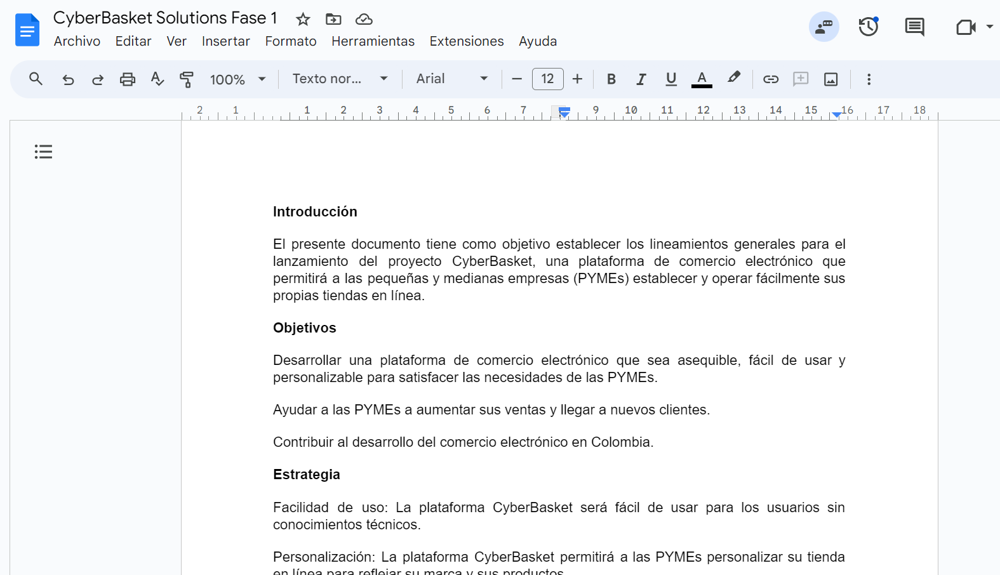 CyberBasket Solutions Fase 1
Archivo Editar Ver Insertar Formato Herramientas Extensiones Ayuda
100% Texto nor... Arial 12 B I U A
2 1 1 2 3 4 5 6 7 9 10 11 12 13 14 15 16 17 18
Introducción
El presente documento tiene como objetivo establecer los lineamientos generales para el
lanzamiento del proyecto CyberBasket, una plataforma de comercio electrónico que
permitirá a las pequeñas y medianas empresas (PYMEs) establecer y operar fácilmente sus
propias tiendas en línea.
Objetivos
Desarrollar una plataforma de comercio electrónico que sea asequible, fácil de usar y
personalizable para satisfacer las necesidades de las PYMEs.
Ayudar a las PYMEs a aumentar sus ventas y llegar a nuevos clientes.
Contribuir al desarrollo del comercio electrónico en Colombia.
Estrategia
Facilidad de uso: La plataforma CyberBasket será fácil de usar para los usuarios sin
conocimientos técnicos.
Personalización: La plataforma CyberBasket permitirá a las PYMEs personalizar su tienda
en línea para reflejar su marca y sus productos.